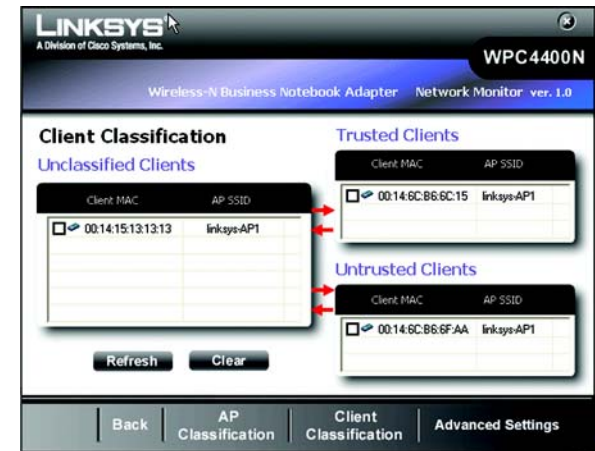 LINKSYS
A Division of Cisco Systems, Inc.
WPC4400N
Wireless-N Business Notebook Adapter Network Monitor ver. 1.0
Client Classification
Unclassified Clients
Client MAC AP SSID
00:14:15:13:13:13 linksys-AP1
Refresh Clear
Trusted Clients
Client MAC AP SSID
00:14:6C:B6:6C:15 linksys-AP1
Untrusted Clients
Client MAC AP SSID
00:14:6C:B6:6F:AA linksys-AP1
Back AP Classification Client Classification Advanced Settings